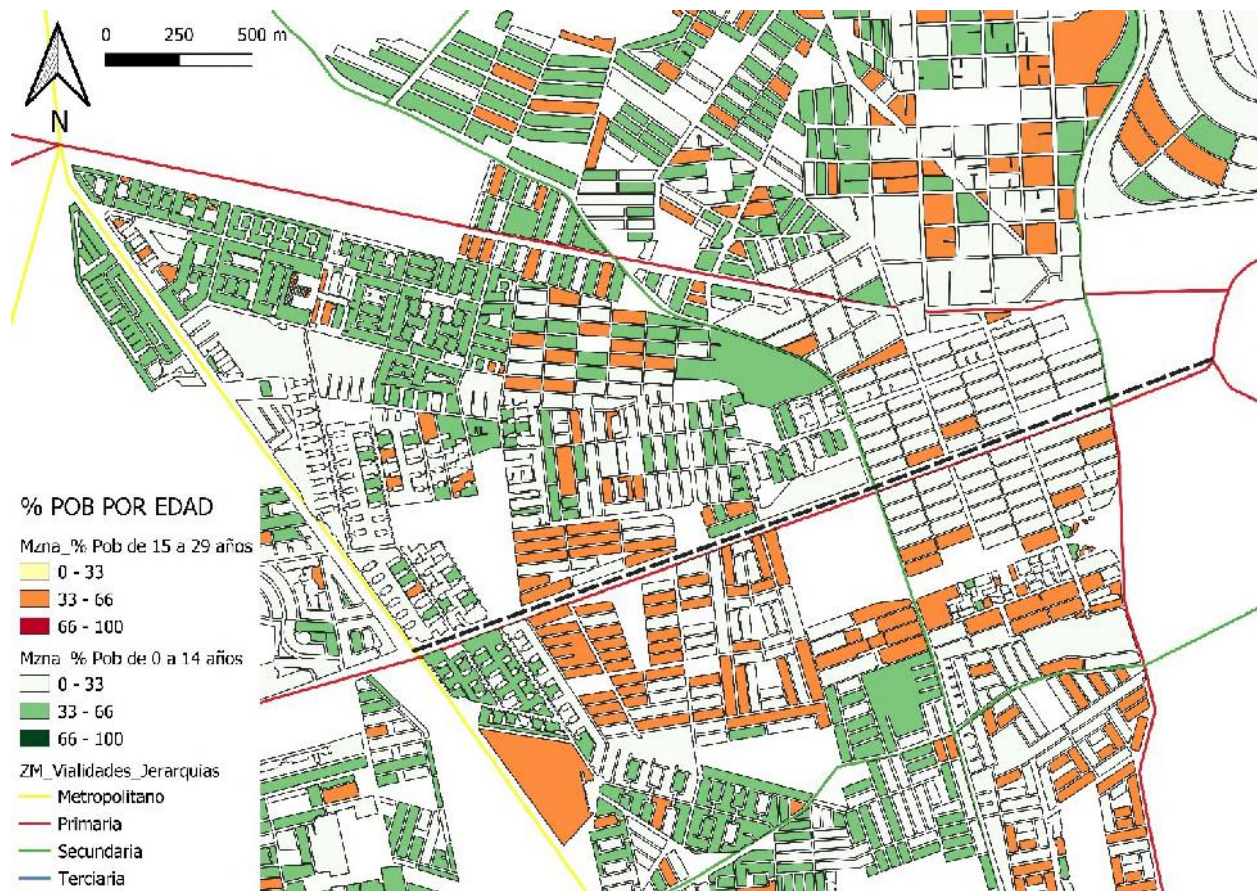 0 250 500 m
N
% POB POR EDAD
Mzna_% Pob de 15 a 29 años
0 - 33
33 - 66
66 - 100
Mzna_% Pob de 0 a 14 años
0 - 33
33 - 66
66 - 100
ZM_Vialidades_Jerarquias
Metropolitano
Primaria
Secundaria
Terciaria